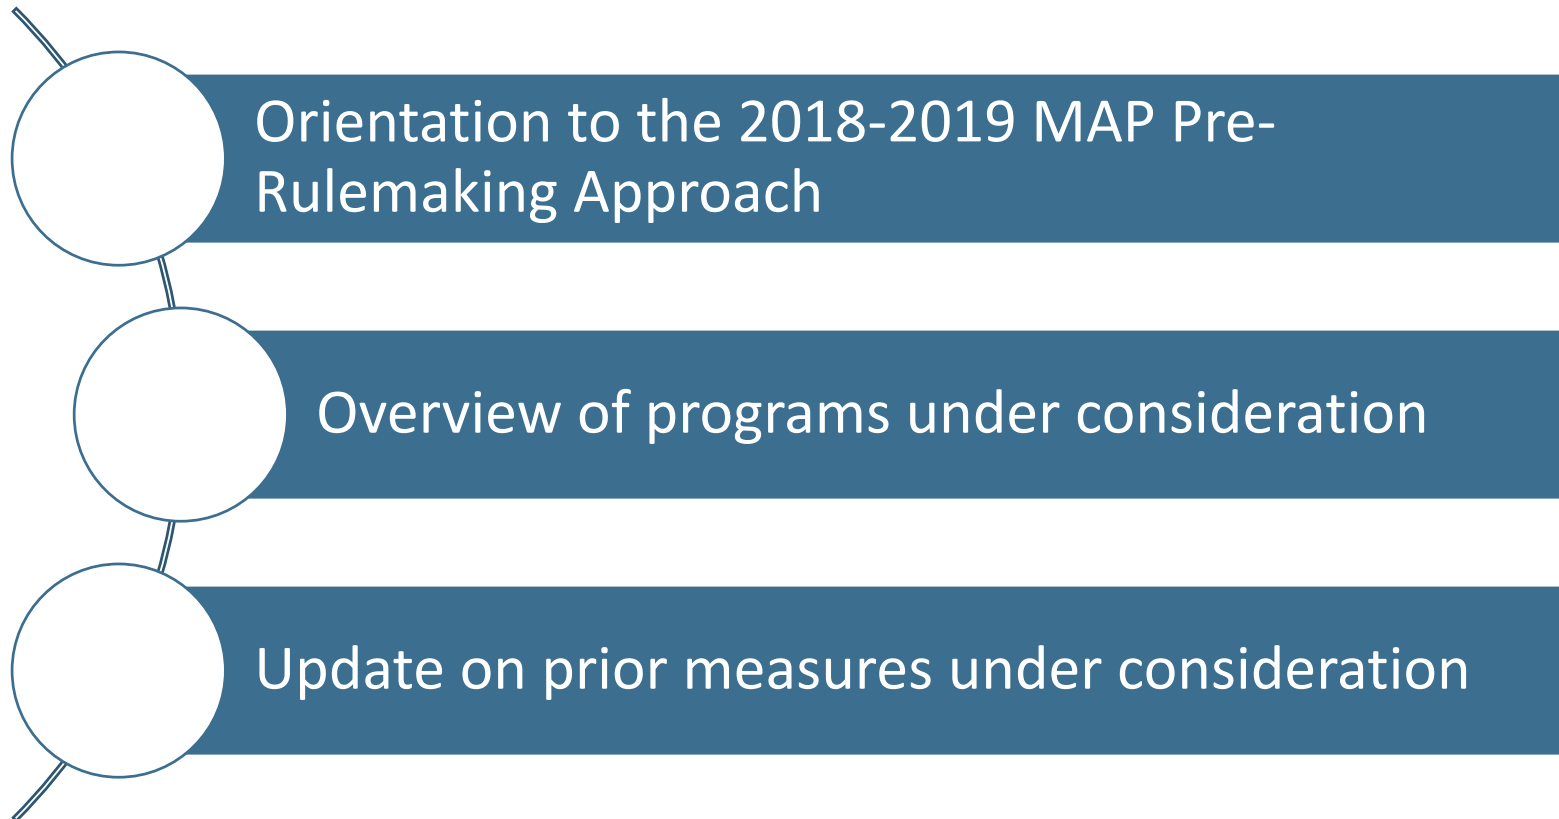 Orientation to the 2018-2019 MAP Pre-
Rulemaking Approach
Overview of programs under consideration
Update on prior measures under consideration